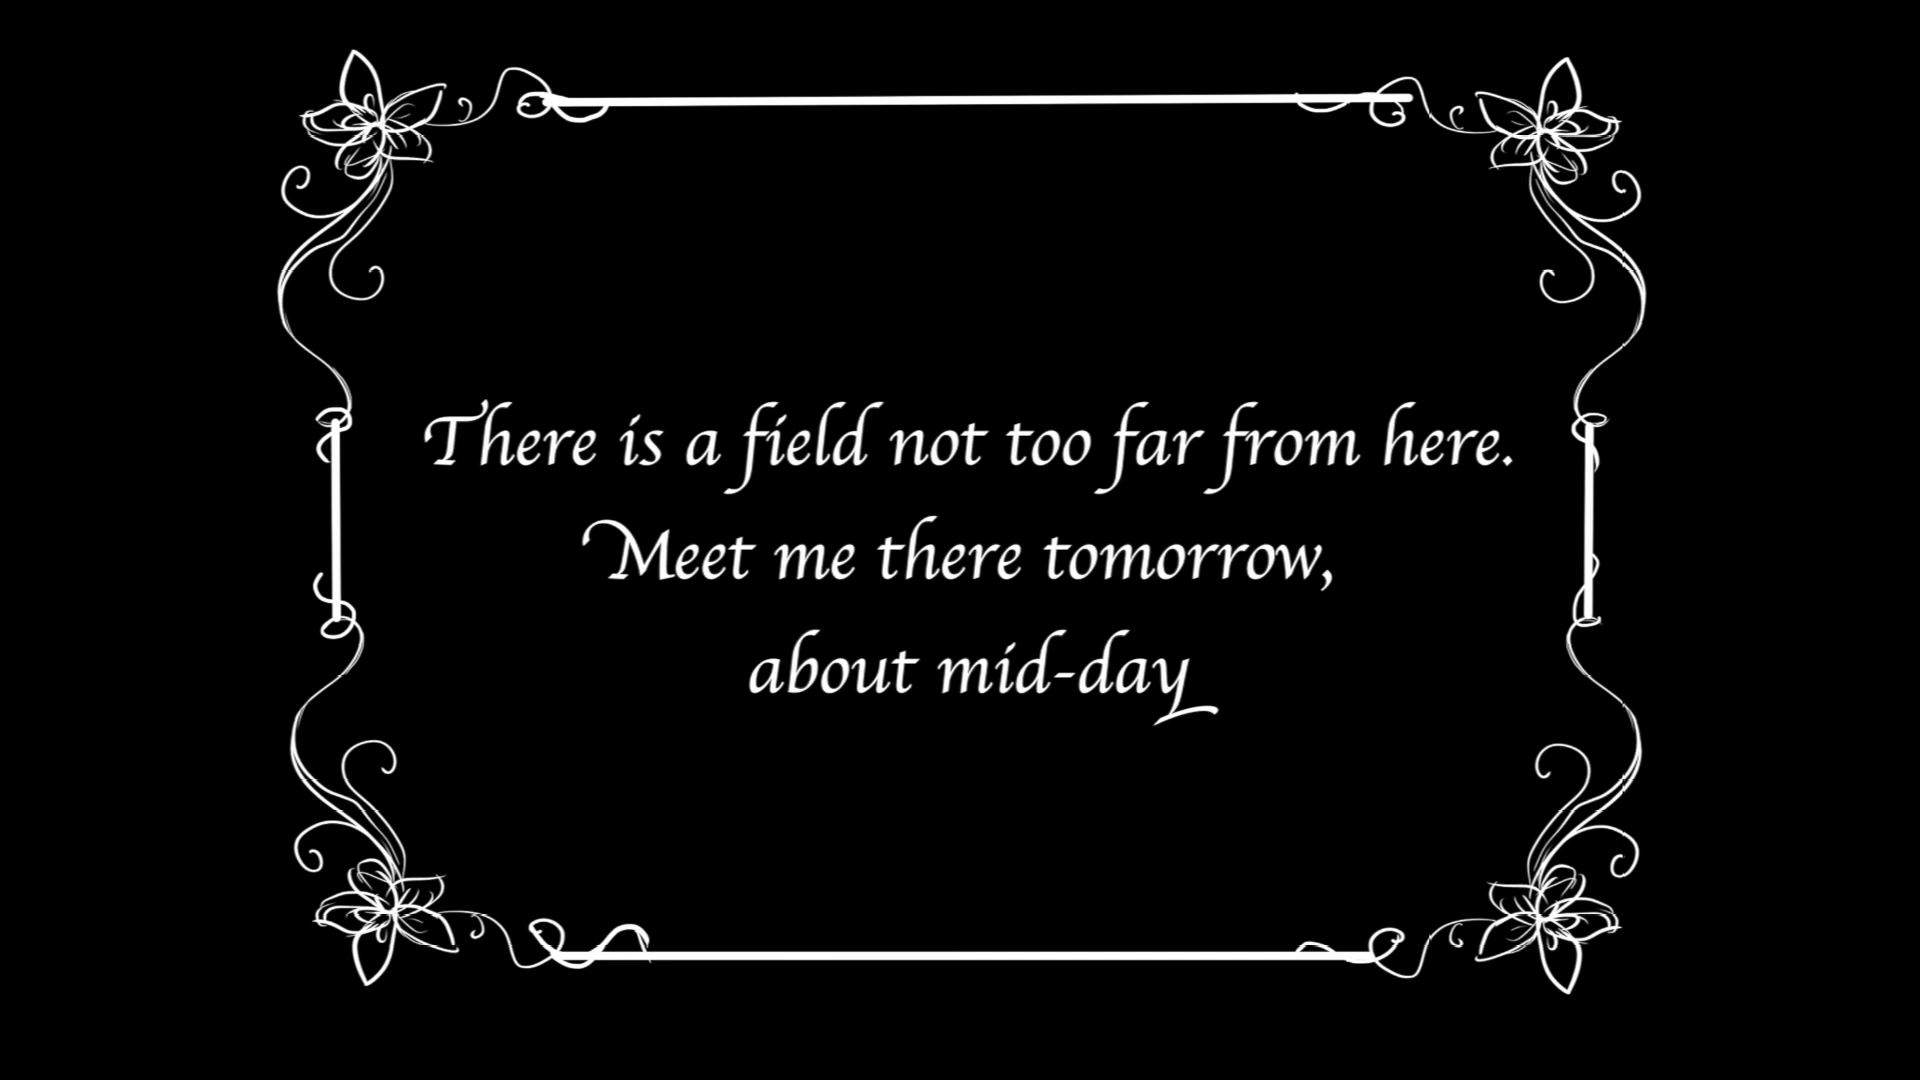 There is a field not too far from here.
Meet me there tomorrow,
about mid-day